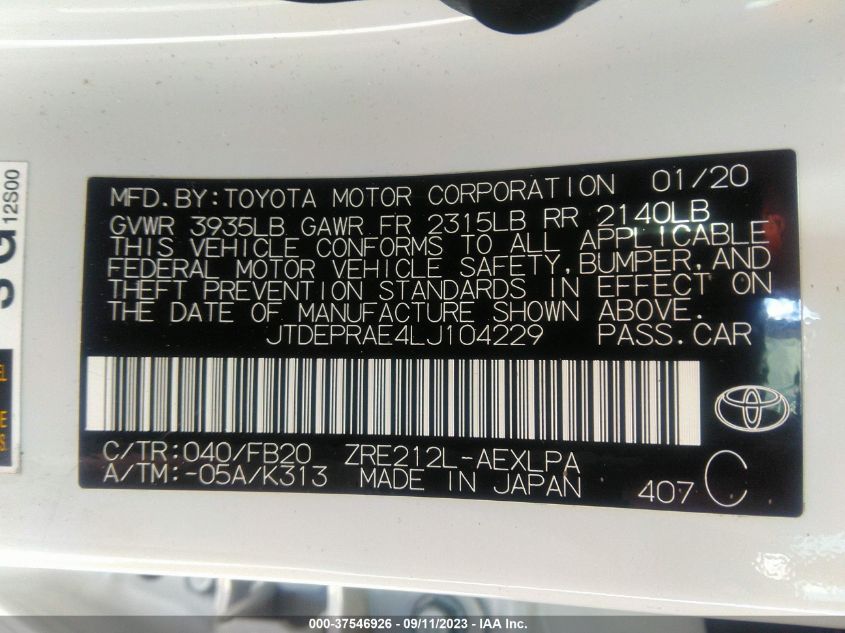 MFD.BY:TOYOTA MOTOR CORPORATION 01/20
GVWR 3935LB GAWR FR 2315LB RR 2140LB
THIS VEHICLE CONFORMS TO ALL APPLICABLE
FEDERAL MOTOR VEHICLE SAFETY,BUMPER,AND
THEFT PREVENTION STANDARDS IN EFFECT ON
THE DATE OF MANUFACTURE SHOWN ABOVE.
JTDEPRAE4LJ104229 PASS.CAR
C/TR:040/FB20 ZRE212L-AEXLPA
A/TM:-05A/K313 MADE IN JAPAN 407 C
12S00
000-37546926 - 09/11/2023 - IAA Inc.